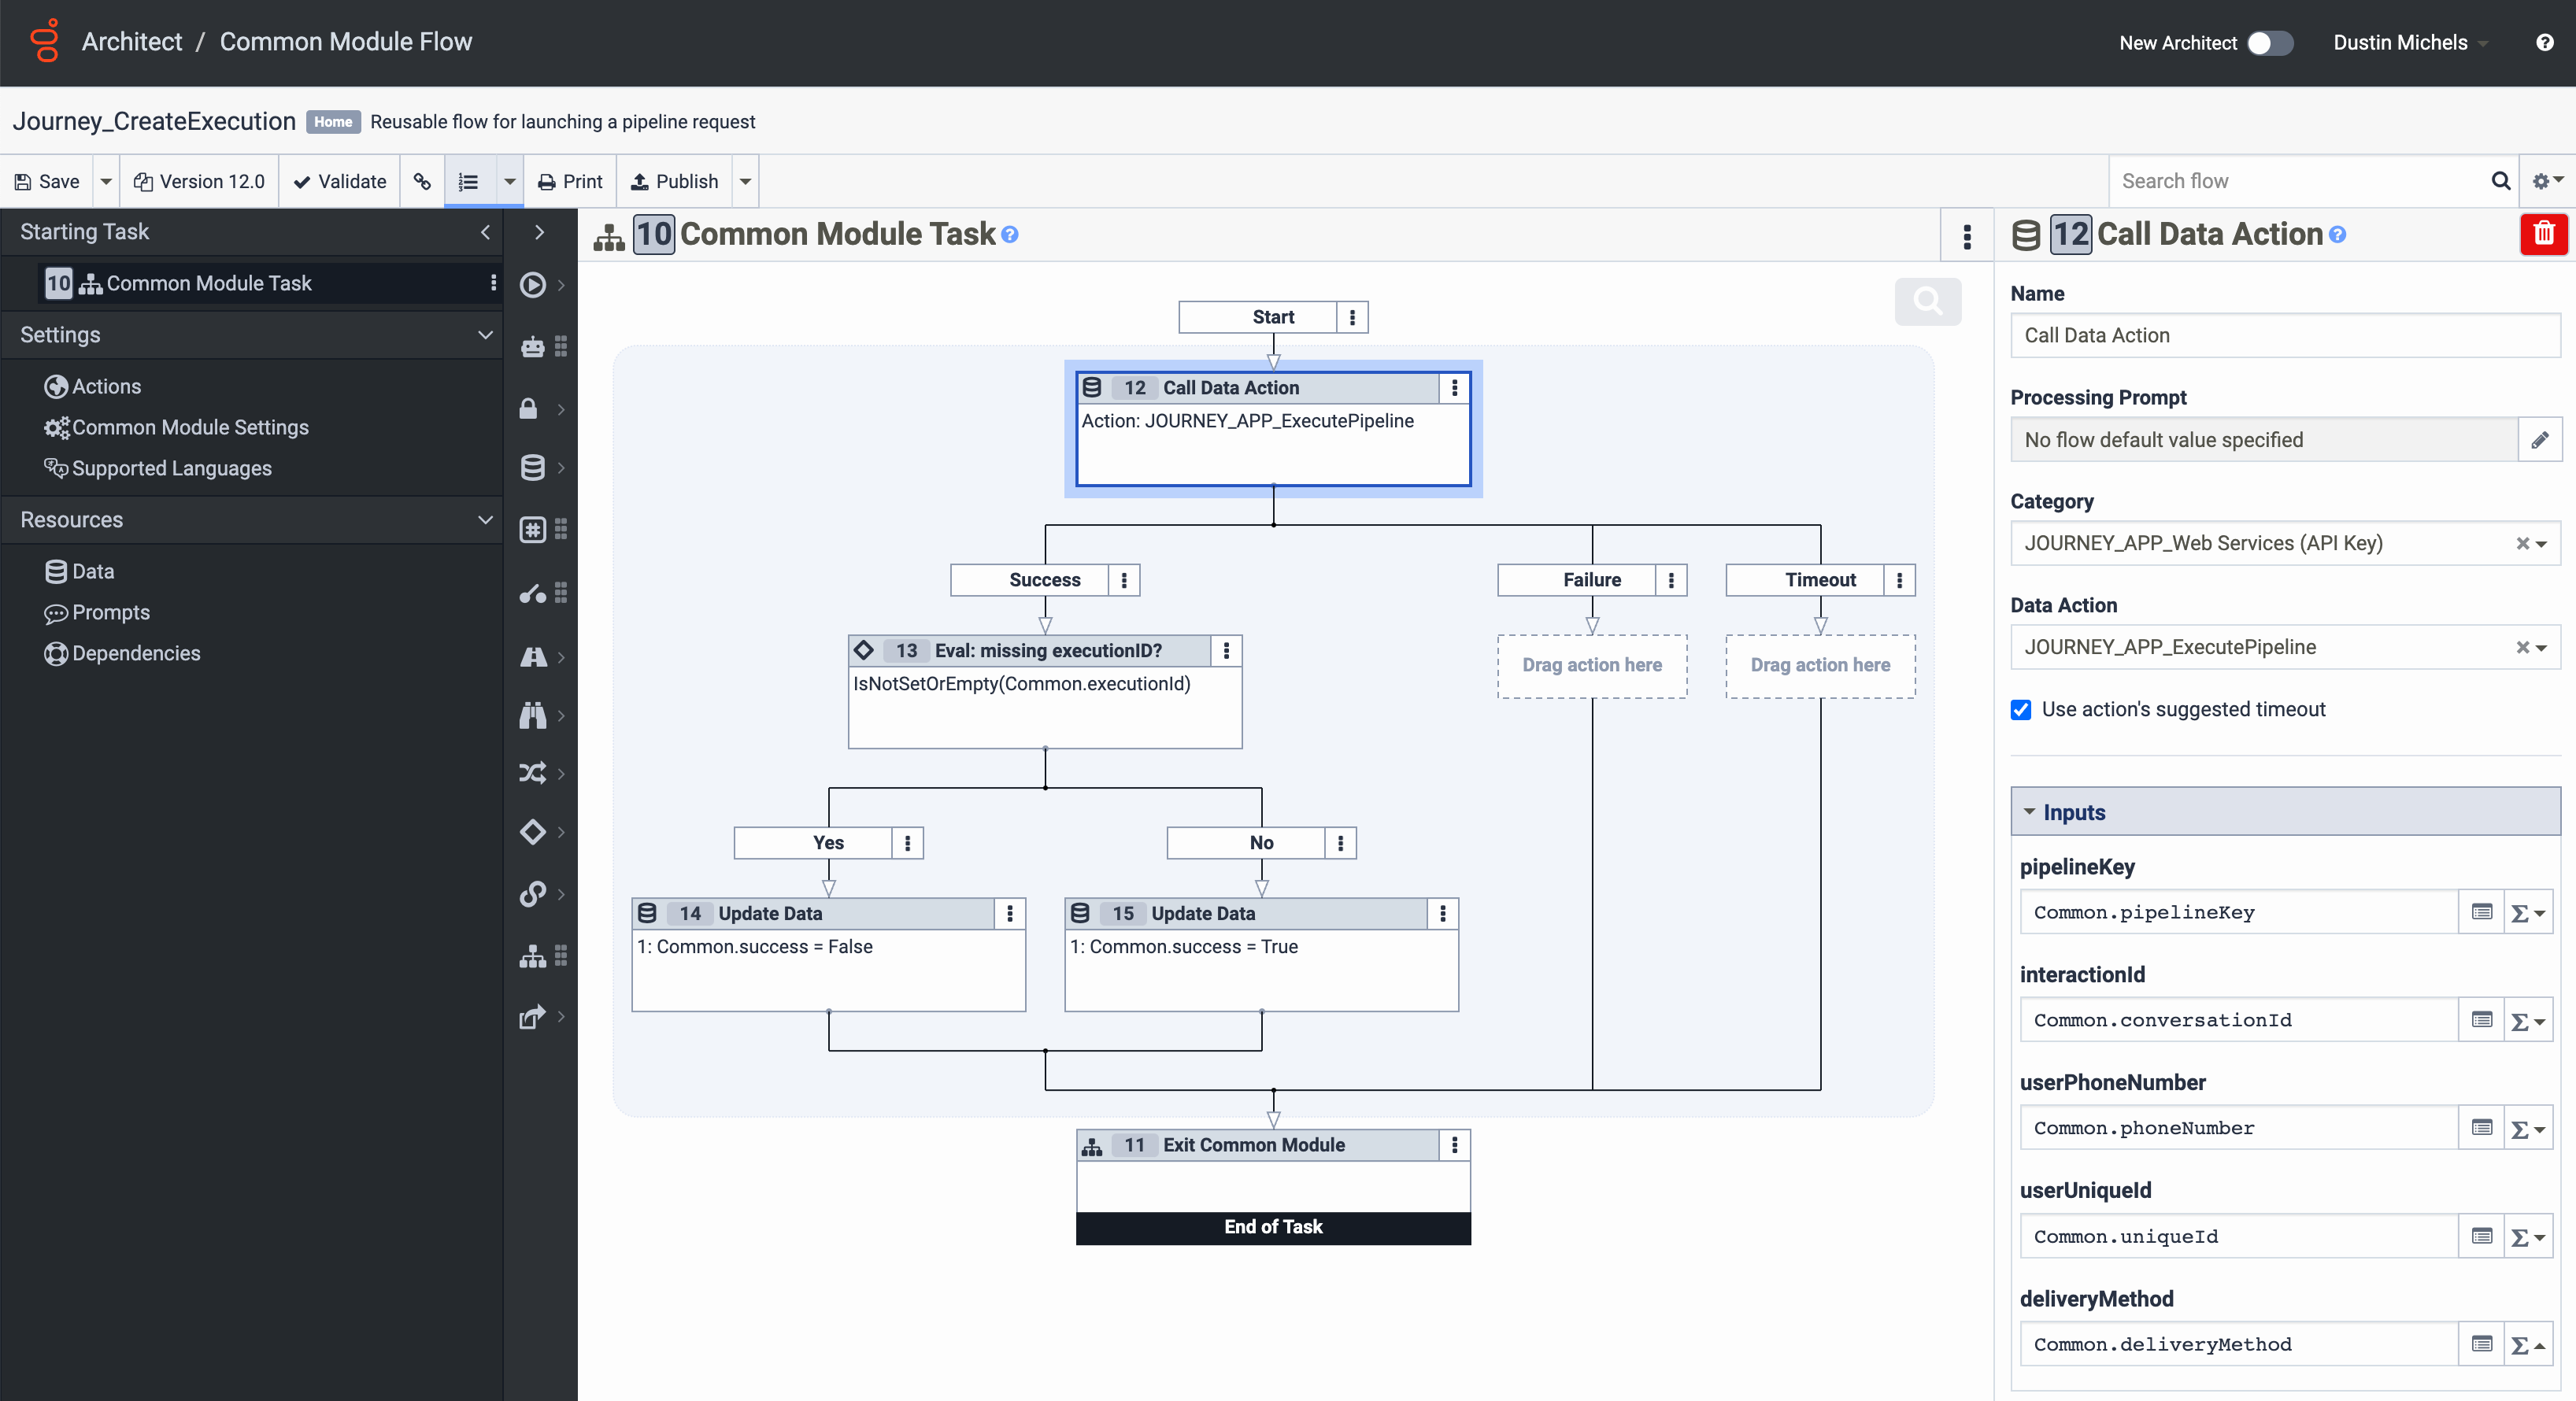 Architect / Common Module Flow
New Architect
Dustin Michels
Journey_CreateExecution Home Reusable flow for launching a pipeline request
Save
Version 12.0
Validate
Print
Publish
Search flow
Starting Task
10 Common Module Task
Settings
Actions
Common Module Settings
Supported Languages
Resources
Data
Prompts
Dependencies
10 Common Module Task
Start
12 Call Data Action
Action: JOURNEY_APP_ExecutePipeline
Success
Failure
Timeout
13 Eval: missing executionID?
IsNotSetOrEmpty(Common.executionId)
Drag action here
Drag action here
Yes
No
14 Update Data
1: Common.success = False
15 Update Data
1: Common.success = True
11 Exit Common Module
End of Task
12 Call Data Action
Name
Call Data Action
Processing Prompt
No flow default value specified
Category
JOURNEY_APP_Web Services (API Key)
Data Action
JOURNEY_APP_ExecutePipeline
Use action's suggested timeout
Inputs
pipelineKey
Common.pipelineKey
interactionId
Common.conversationId
userPhoneNumber
Common.phoneNumber
userUniqueId
Common.uniqueId
deliveryMethod
Common.deliveryMethod